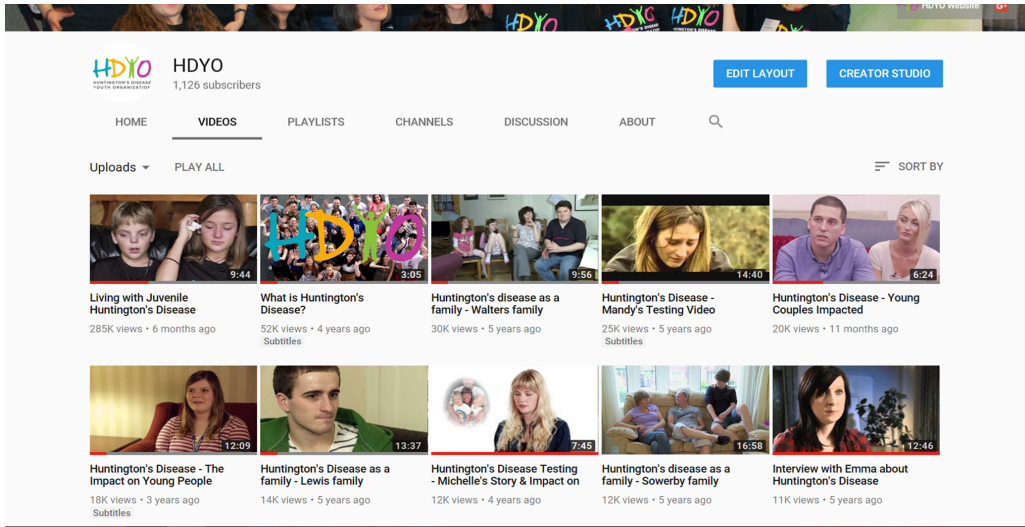 HDYO
HDYO
HDYO
HDYO Website
G+
HDYO
HUNTINGTON'S DISEASE
YOUTH ORGANIZATION
HDYO
1,126 subscribers
EDIT LAYOUT
CREATOR STUDIO
HOME
VIDEOS
PLAYLISTS
CHANNELS
DISCUSSION
ABOUT
Uploads
PLAY ALL
SORT BY
9:44
HDYO
3:05
9:56
14:40
6:24
Living with Juvenile
Huntington's Disease
285K views • 6 months ago
What is Huntington's
Disease?
52K views • 4 years ago
Subtitles
Huntington's disease as a
family - Walters family
30K views • 5 years ago
Huntington's Disease -
Mandy's Testing Video
25K views • 5 years ago
Subtitles
Huntington's Disease - Young
Couples Impacted
20K views • 11 months ago
12:09
13:37
7:45
16:58
12:46
Huntington's Disease - The
Impact on Young People
18K views • 3 years ago
Subtitles
Huntington's Disease as a
family - Lewis family
14K views • 5 years ago
Huntington's Disease Testing
- Michelle's Story & Impact on
12K views • 4 years ago
Huntington's disease as a
family - Sowerby family
12K views • 5 years ago
Interview with Emma about
Huntington's Disease
11K views • 5 years ago